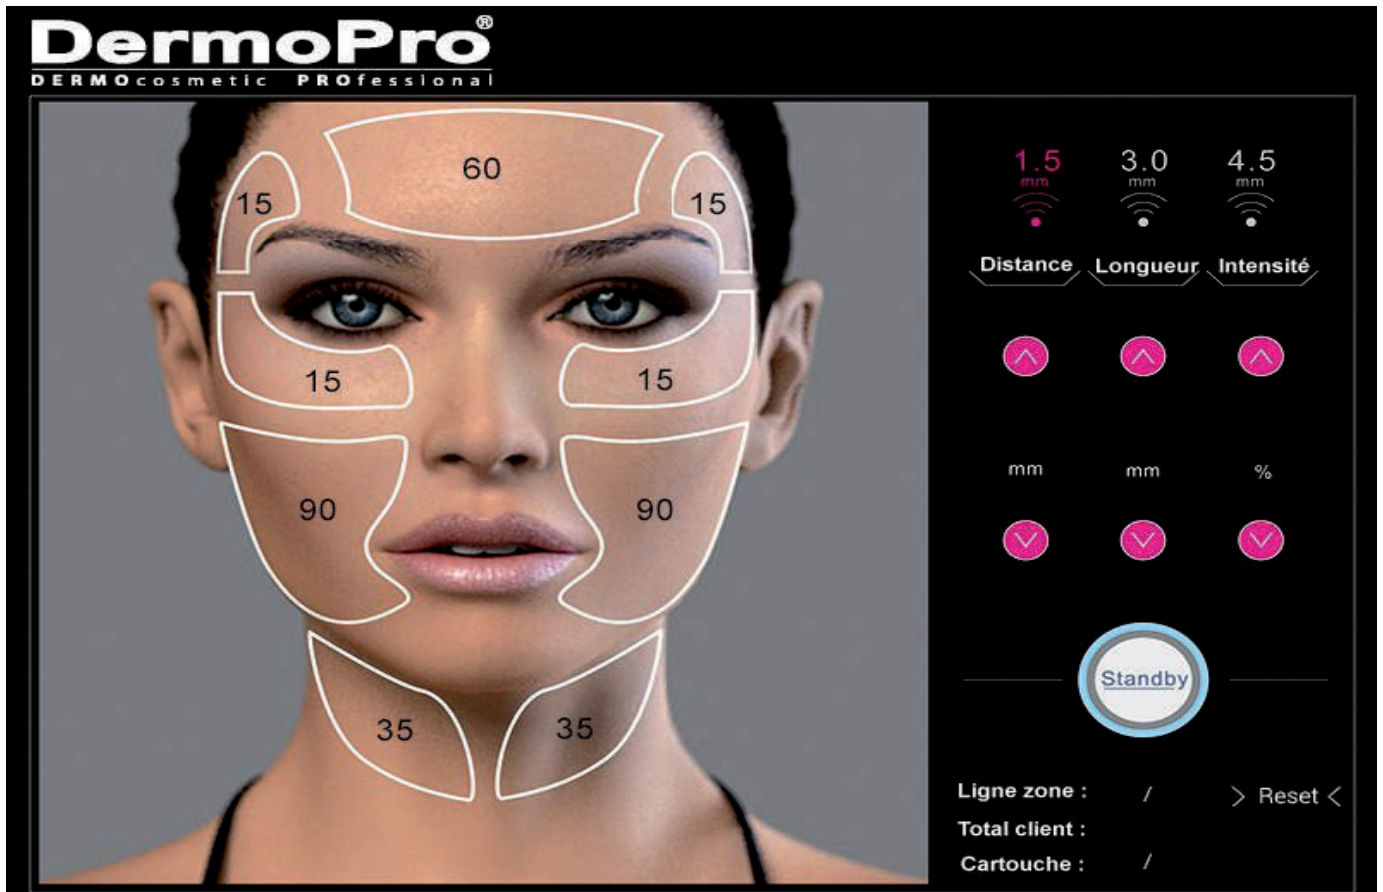 DermoPro®
DERMOcosmetic PROfessional
60
15 15
15 15
90 90
35 35
1.5 3.0 4.5
mm mm mm
Distance Longueur Intensité
mm mm %
Standby
Ligne zone : / > Reset <
Total client :
Cartouche : /